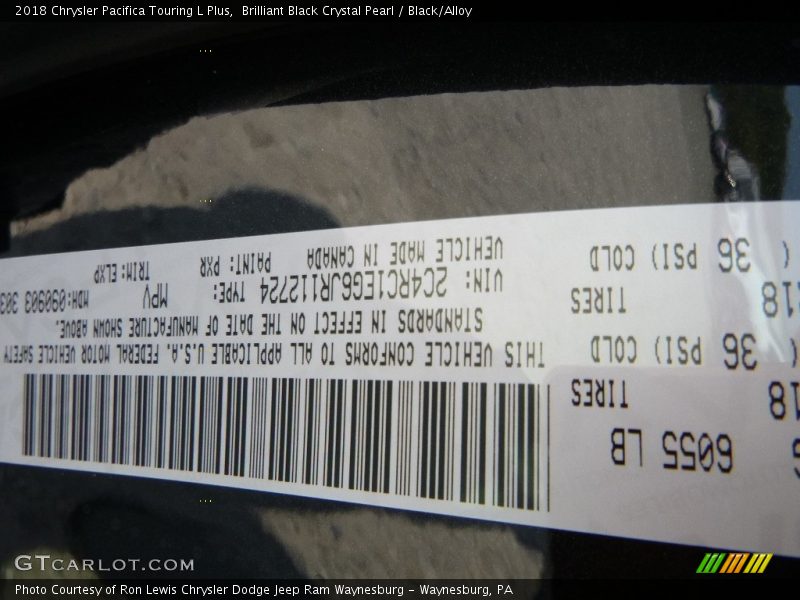 2018 Chrysler Pacifica Touring L Plus,  Brilliant Black Crystal Pearl / Black/Alloy
6055 LB
TIRES
36 PSI) COLD
TIRES
36 PSI) COLD
THIS VEHICLE CONFORMS TO ALL APPLICABLE U.S.A. FEDERAL MOTOR VEHICLE SAFETY
STANDARDS IN EFFECT ON THE DATE OF MANUFACTURE SHOWN ABOVE.
VIN: 2C4RC1EG6JR112724 TYPE: MPV MDH:090903 303
VEHICLE MADE IN CANADA PAINT: PXR TRIM: ELXP
GTCARLOT.COM
Photo Courtesy of Ron Lewis Chrysler Dodge Jeep Ram Waynesburg - Waynesburg, PA